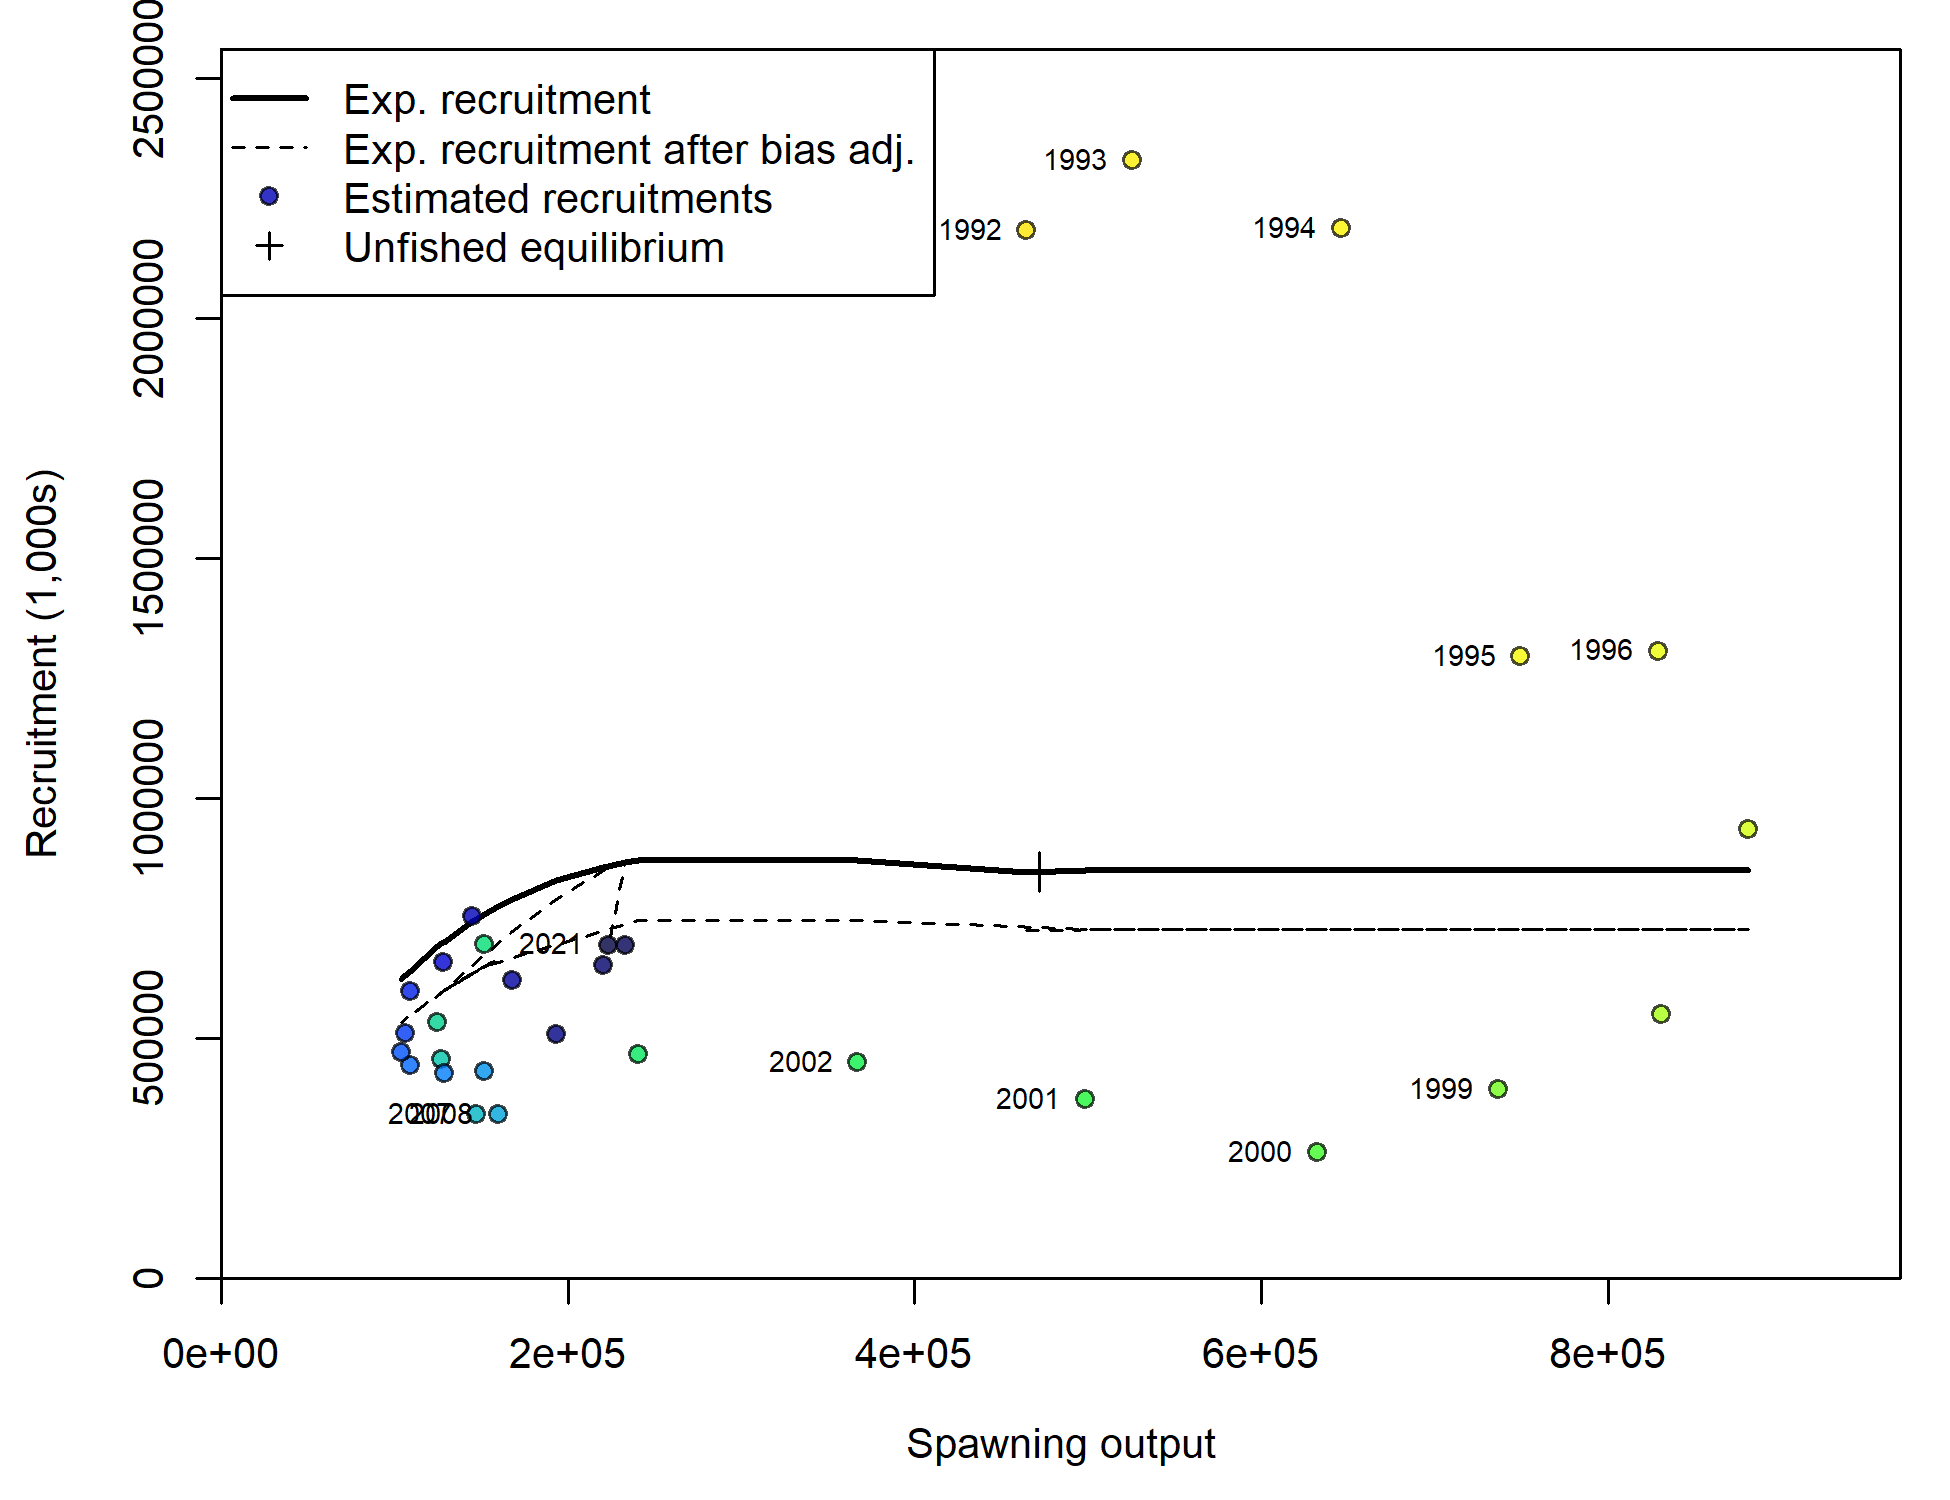 Exp. recruitment
Exp. recruitment after bias adj.
Estimated recruitments
Unfished equilibrium
1993
1992
1994
1995
1996
2021
2002
2001
1999
2007
2008
2000
Recruitment (1,000s)
2500000
2000000
1500000
1000000
500000
0
0e+00
2e+05
4e+05
6e+05
8e+05
Spawning output